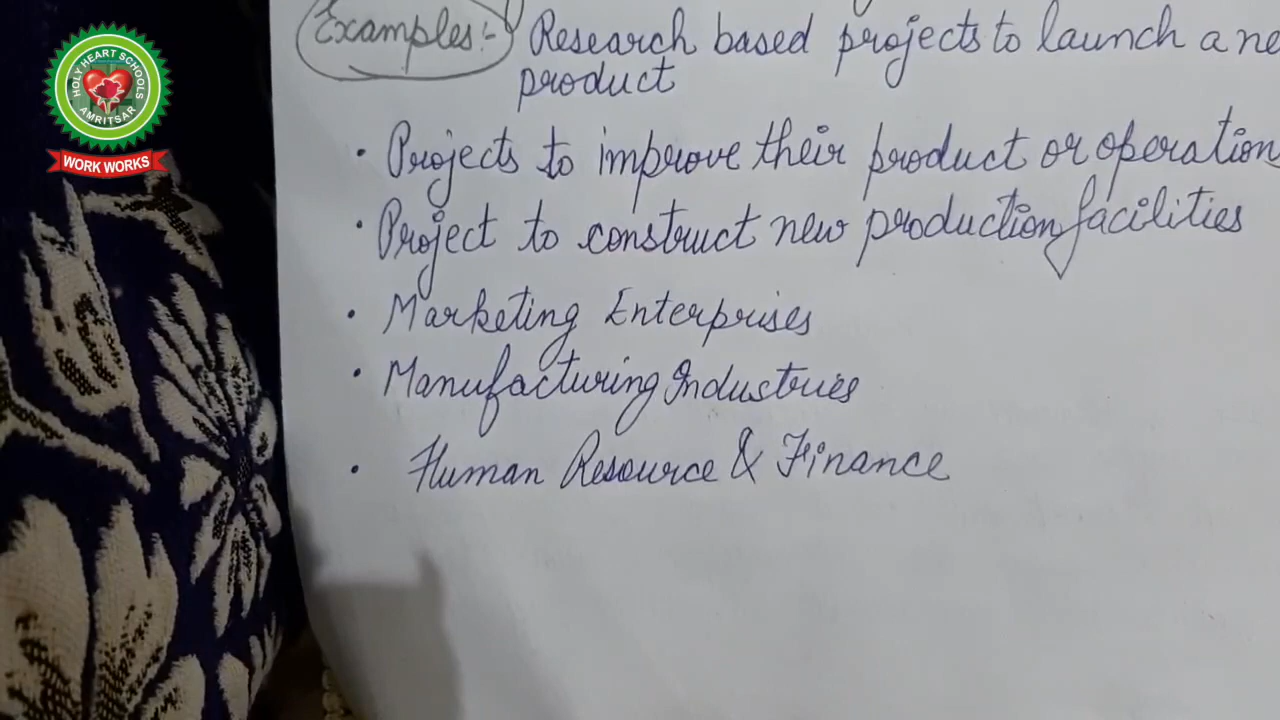 HOLY HEART SCHOOLS
AMRITSAR
WORK WORKS
Examples:- Research based projects to launch a ne
product
• Projects to improve their product or operation
• Project to construct new production facilities
• Marketing Enterprises
• Manufacturing Industries
• Human Resource & Finance